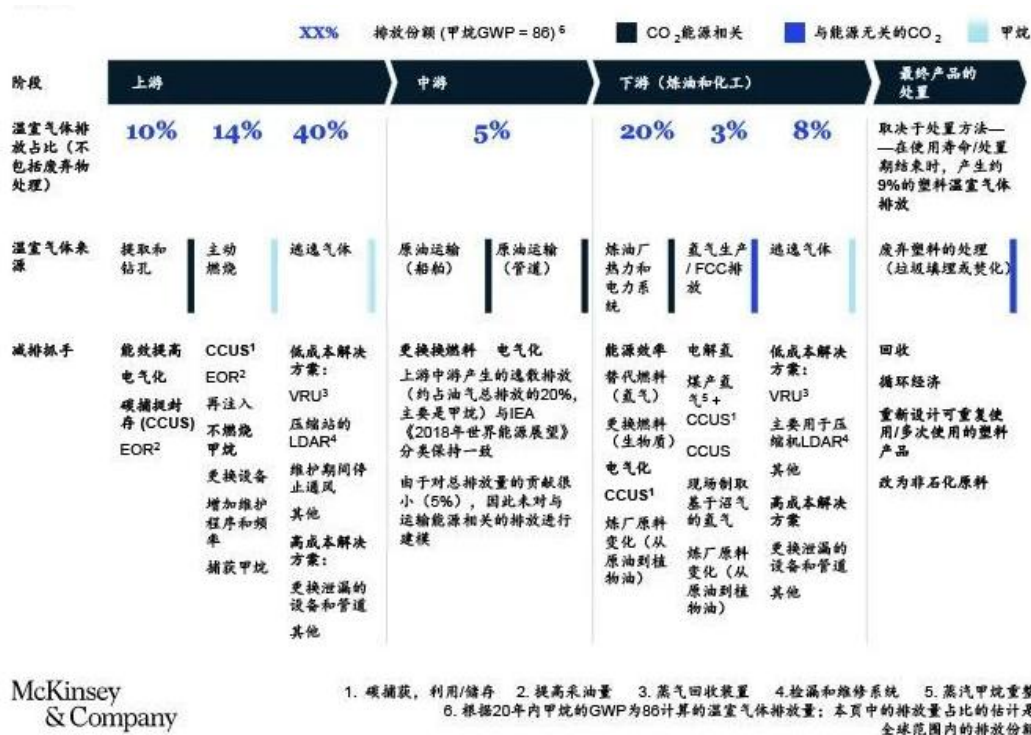 XX% 排放份额 (甲烷GWP = 86) 6 CO2能源相关 与能源无关的CO2 甲烷
阶段 上游 中游 下游（炼油和化工） 最终产品的
处置
温室气体排
放占比（不
包括废弃物
处理）
10% 14% 40% 5% 20% 3% 8%
取决于处置方法—
—在使用寿命/处置
期结束时，产生约
9%的塑料温室气体
排放
温室气体来
源
提取和
钻孔
主动
燃烧
逃逸气体
原油运输
（船舶）
原油运输
（管道）
炼油厂
热力和
电力系
统
氢气生产
/ FCC排
放
逃逸气体
废弃塑料的处理
（垃圾填埋或焚化）
减排抓手
能效提高
电气化
碳捕捉封
存 (CCUS)
EOR2
CCUS1
EOR2
再注入
不燃烧
甲烷
更换设备
增加维护
程序和频
率
捕获甲烷
低成本解决
方案：
VRU3
压缩站的
LDAR4
维护期间停
止通风
其他
高成本解决
方案：
更换泄漏的
设备和管道
其他
更换换燃料 电气化
上游中游产生的逸散排放
（约占油气总排放的20%，
主要是甲烷）与IEA
《2018年世界能源展望》
分类保持一致
由于对总排放量的贡献很
小（5%），因此未对与
运输能源相关的排放进行
建模
能源效率
替代燃料
（氢气）
更换燃料
（生物质）
电气化
CCUS1
炼厂原料
变化（从
原油到植
物油）
电解氢
煤产氢
气5 +
CCUS1
CCUS
现场制取
基于沼气
的氢气
炼厂原料
变化（从
原油到植
物油）
低成本解决
方案：
VRU3
主要用于压
缩机LDAR4
其他
高成本解决
方案
更换泄漏的
设备和管道
其他
回收
循环经济
重新设计可重复使
用/多次使用的塑料
产品
改为非石化原料
McKinsey
& Company
1. 碳捕获，利用/储存 2. 提高采油量 3. 蒸气回收装置 4.检漏和维修系统 5. 蒸汽甲烷重整
6. 根据20年内甲烷的GWP为86计算的温室气体排放量；本页中的排放量占比的估计是
全球范围内的排放份额